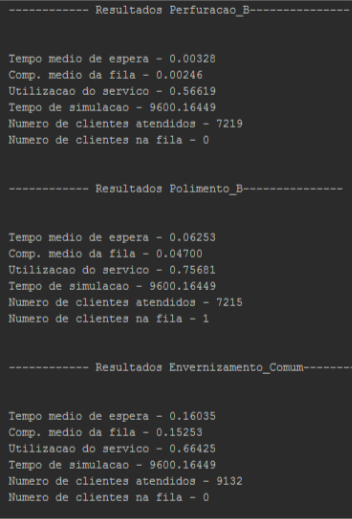 ------------ Resultados Perfuracao_B---------------
Tempo medio de espera - 0.00328
Comp. medio da fila - 0.00246
Utilizacao do servico - 0.56619
Tempo de simulacao - 9600.16449
Numero de clientes atendidos - 7219
Numero de clientes na fila - 0
------------ Resultados Polimento_B---------------
Tempo medio de espera - 0.06253
Comp. medio da fila - 0.04700
Utilizacao do servico - 0.75681
Tempo de simulacao - 9600.16449
Numero de clientes atendidos - 7215
Numero de clientes na fila - 1
------------ Resultados Envernizamento_Comum-------
Tempo medio de espera - 0.16035
Comp. medio da fila - 0.15253
Utilizacao do servico - 0.66425
Tempo de simulacao - 9600.16449
Numero de clientes atendidos - 9132
Numero de clientes na fila - 0